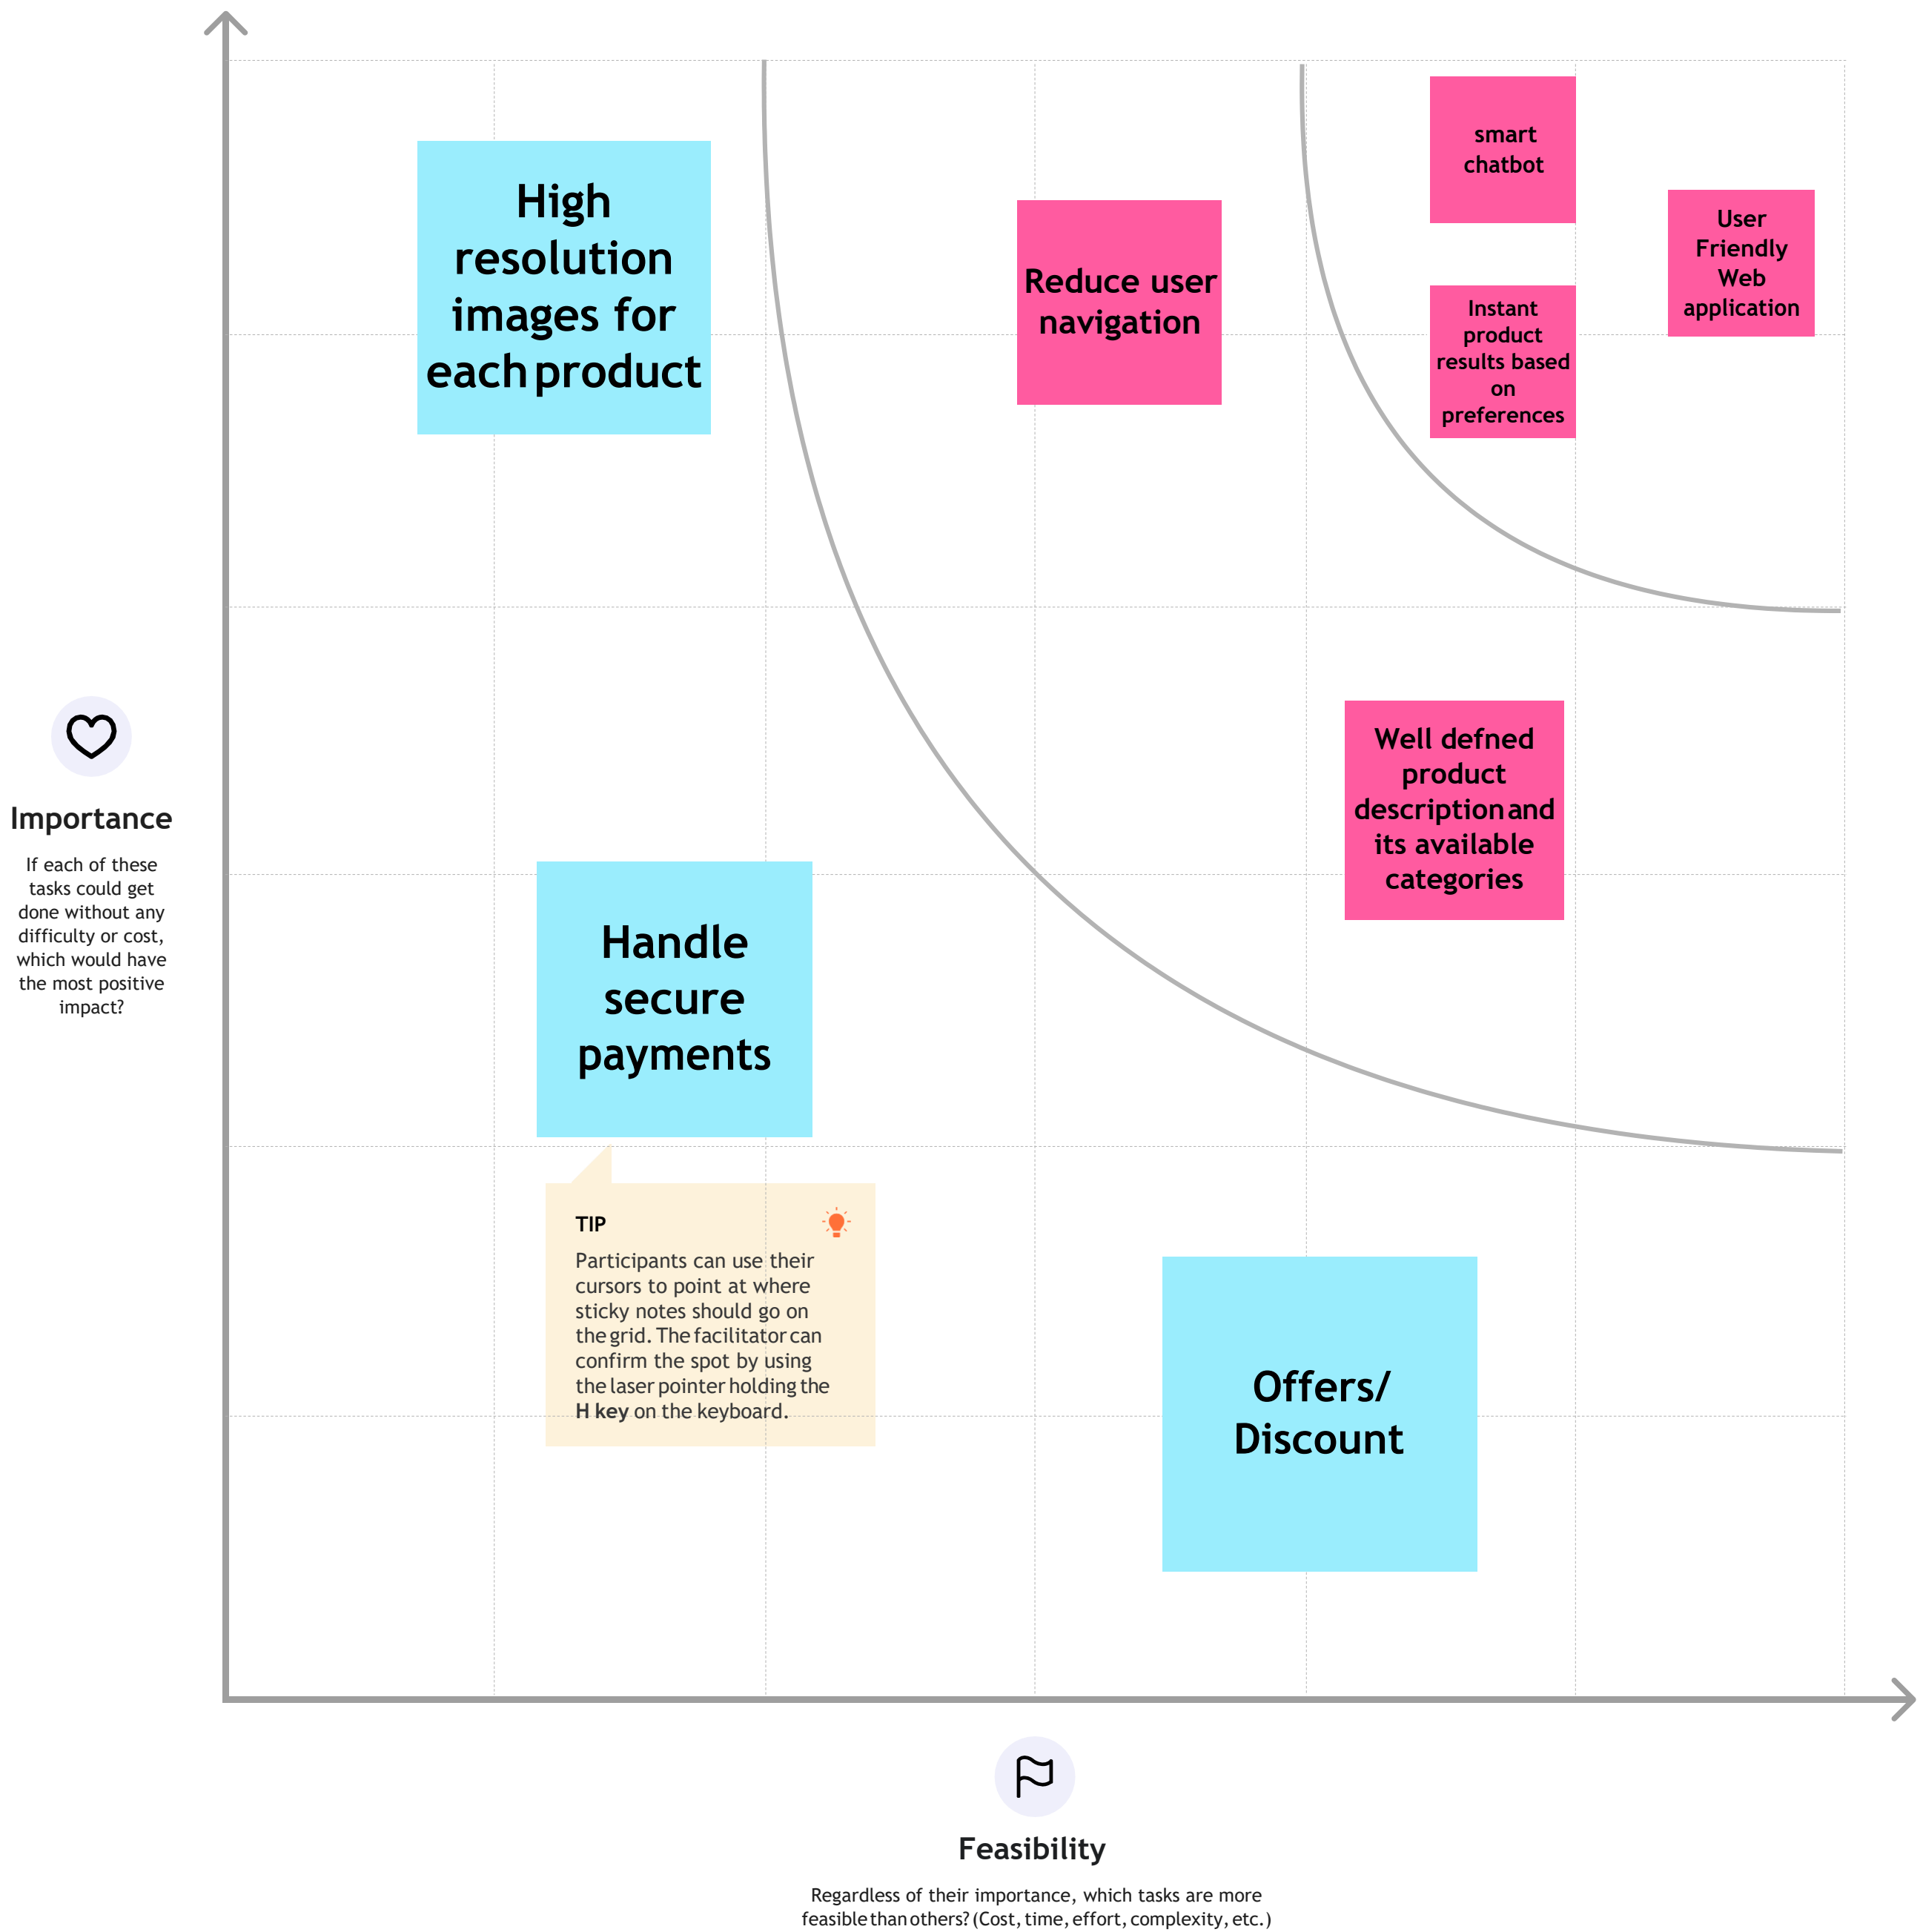 High
resolution
images for
each product
Reduce user
navigation
smart
chatbot
User
Friendly
Web
application
Instant
product
results based
on
preferences
Importance
If each of these
tasks could get
done without any
difficulty or cost,
which would have
the most positive
impact?
Well defned
product
description and
its available
categories
Handle
secure
payments
TIP
Participants can use their
cursors to point at where
sticky notes should go on
the grid. The facilitator can
confirm the spot by using
the laser pointer holding the
H key on the keyboard.
Offers/
Discount
Feasibility
Regardless of their importance, which tasks are more
feasible than others? (Cost, time, effort, complexity, etc.)